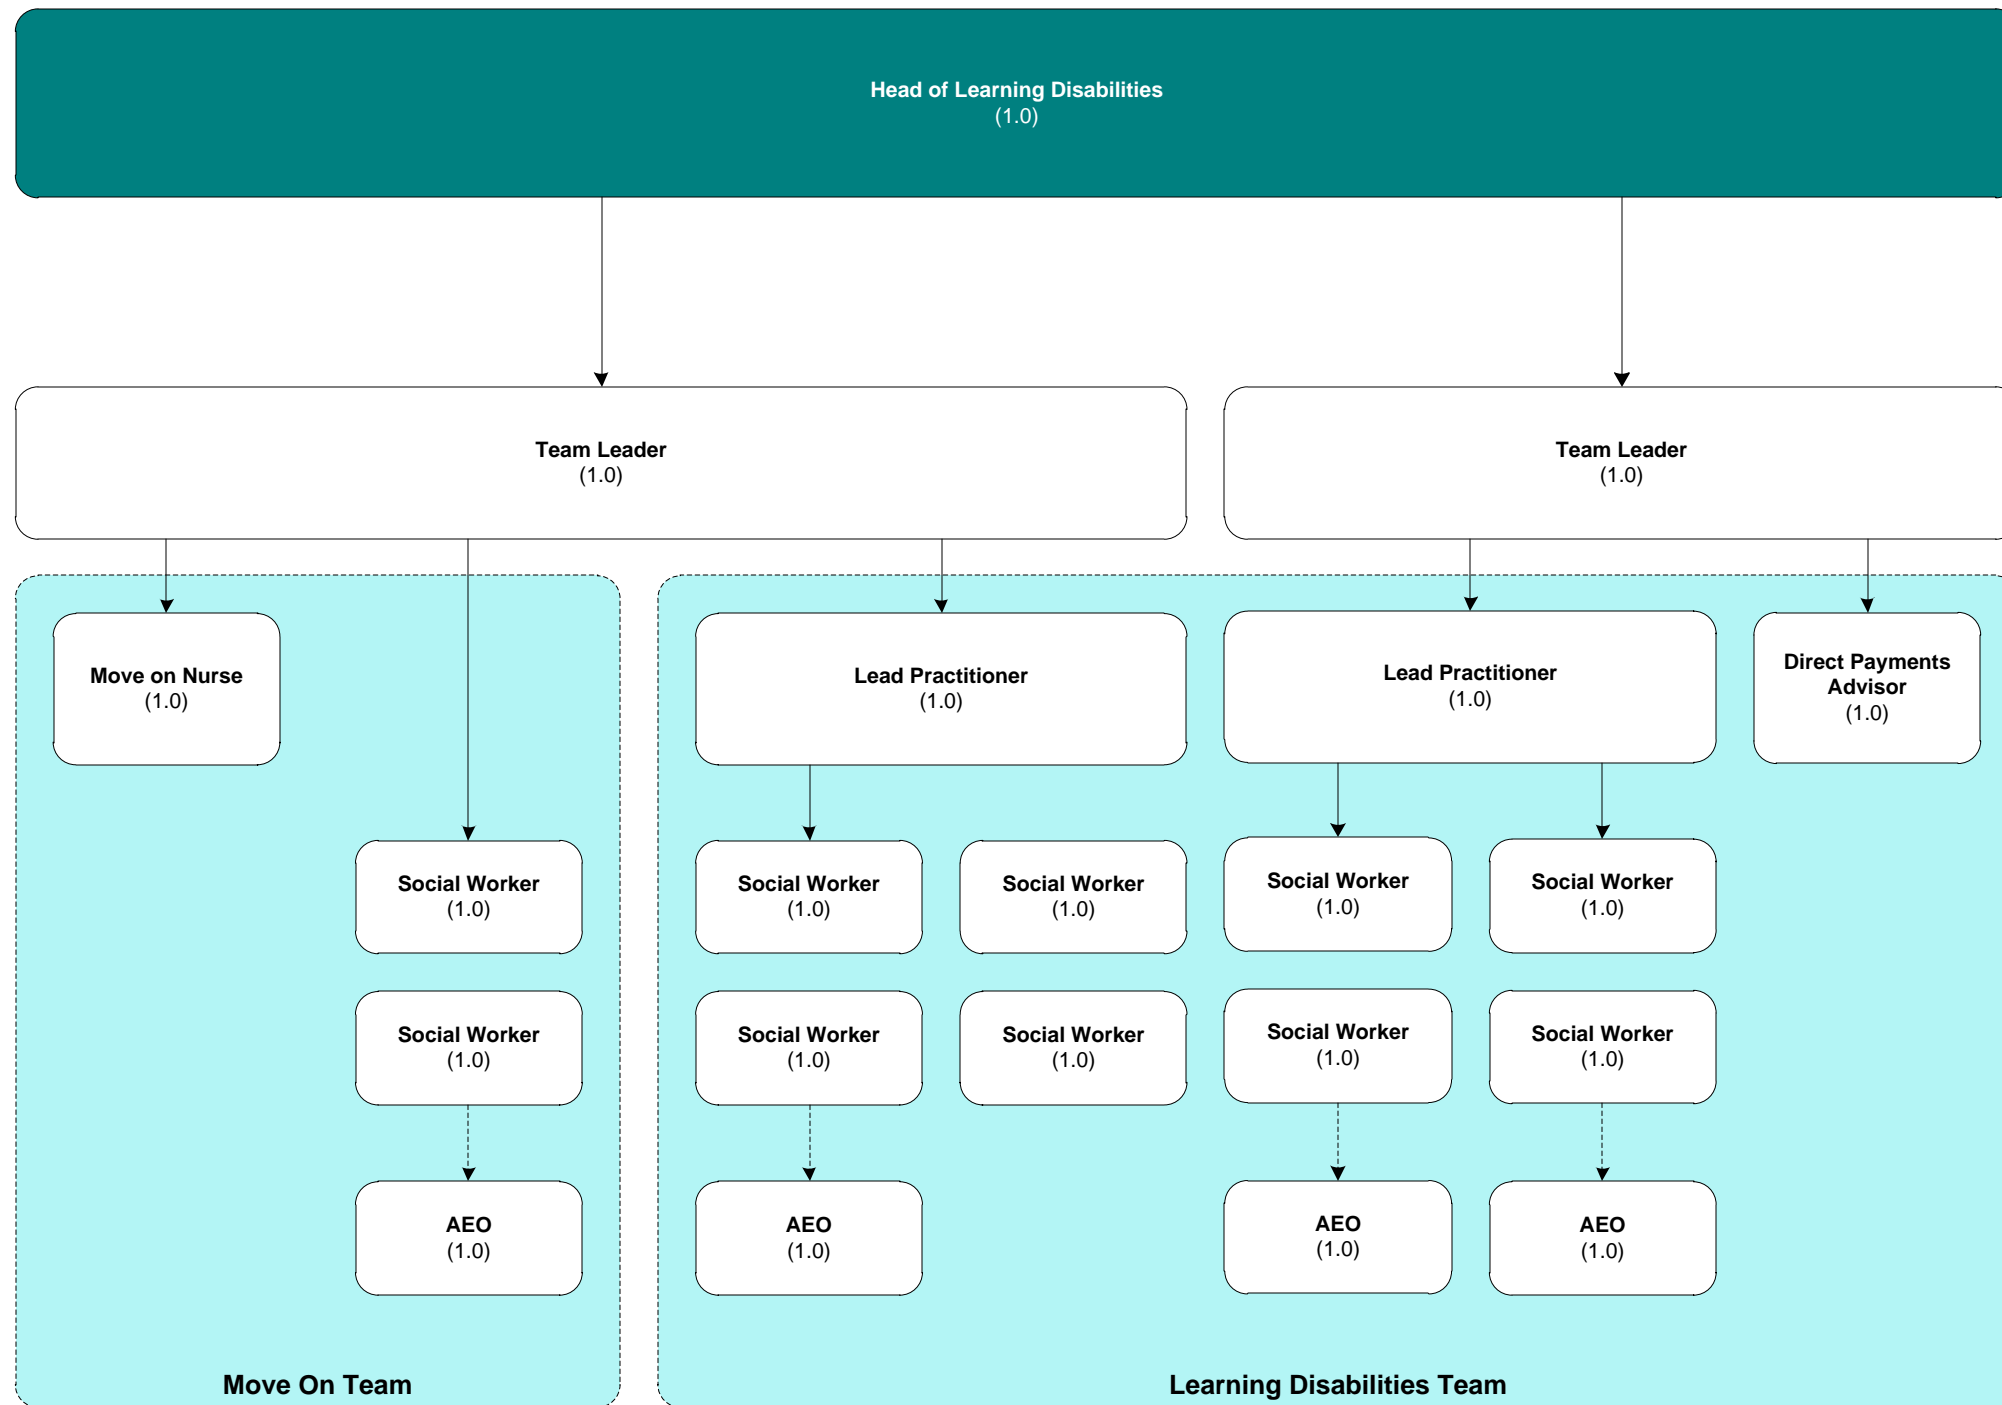 Head of Learning Disabilities
(1.0)
Team Leader
(1.0)
Team Leader
(1.0)
Move on Nurse
(1.0)
Lead Practitioner
(1.0)
Lead Practitioner
(1.0)
Direct Payments
Advisor
(1.0)
Social Worker
(1.0)
Social Worker
(1.0)
Social Worker
(1.0)
Social Worker
(1.0)
Social Worker
(1.0)
Social Worker
(1.0)
Social Worker
(1.0)
Social Worker
(1.0)
Social Worker
(1.0)
Social Worker
(1.0)
AEO
(1.0)
AEO
(1.0)
AEO
(1.0)
AEO
(1.0)
Move On Team
Learning Disabilities Team